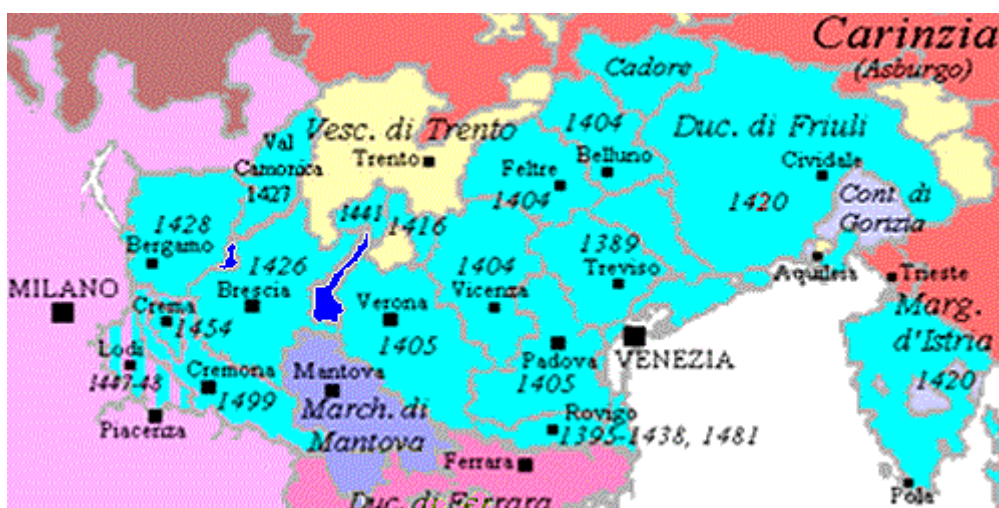 Carinzia
(Asburgo)
Cadore
Vesc. di Trento
Trento
1404
Duc. di Friuli
Val
Camonica
1427
Feltre
1404
Belluno
Cividale
1420
Cont. di
Gorizia
1441
1416
1428
Bergamo
1426
Brescia
1404
Vicenza
1389
Treviso
Aquileia
Trieste
MILANO
Crema
1454
Verona
1405
Padova
1405
VENEZIA
Marg.
d'Istria
1420
Lodi
1447-48
Cremona
1499
Mantova
March. di
Mantova
Rovigo
1395-1438, 1481
Piacenza
Ferrara
Duc. di Ferrara
Pola